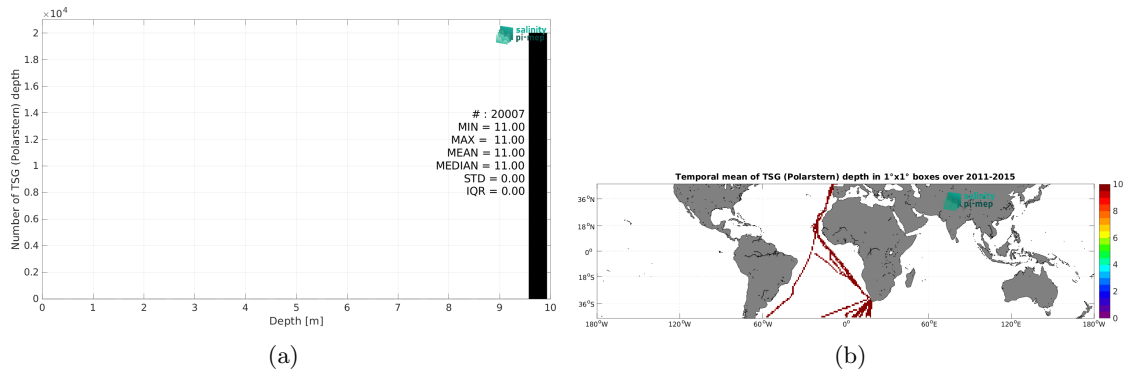 ×10⁴
2
1.8
1.6
1.4
1.2
1
0.8
0.6
0.4
0.2
0
Number of TSG (Polarstern) depth
salinity
pi-mep
# : 20007
MIN = 11.00
MAX = 11.00
MEAN = 11.00
MEDIAN = 11.00
STD = 0.00
IQR = 0.00
0 1 2 3 4 5 6 7 8 9 10
Depth [m]
(a)
Temporal mean of TSG (Polarstern) depth in 1°x1° boxes over 2011-2015
salinity
pi-mep
36°N
18°N
0°
18°S
36°S
180°W 120°W 60°W 0°W 60°E 120°E 180°W
10
8
6
4
2
0
(b)